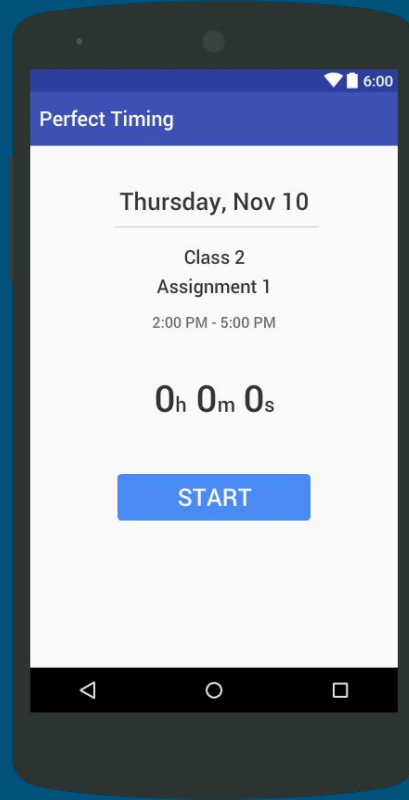 6:00
Perfect Timing
Thursday, Nov 10
Class 2
Assignment 1
2:00 PM - 5:00 PM
0h 0m 0s
START